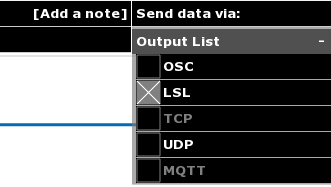 [Add a note] Send data via:
Output List -
OSC
LSL
TCP
UDP
MQTT